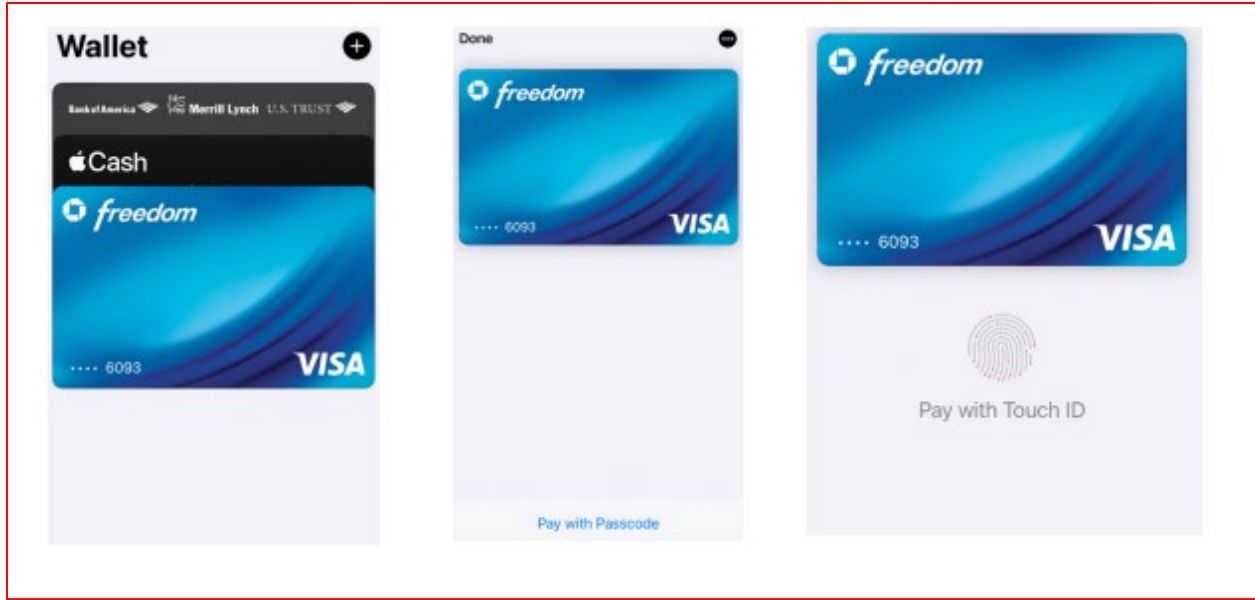 Wallet
Bank of America Merrill Lynch U.S. TRUST
Cash
freedom
.... 6093 VISA
Done
freedom
.... 6093 VISA
Pay with Passcode
freedom
.... 6093 VISA
Pay with Touch ID